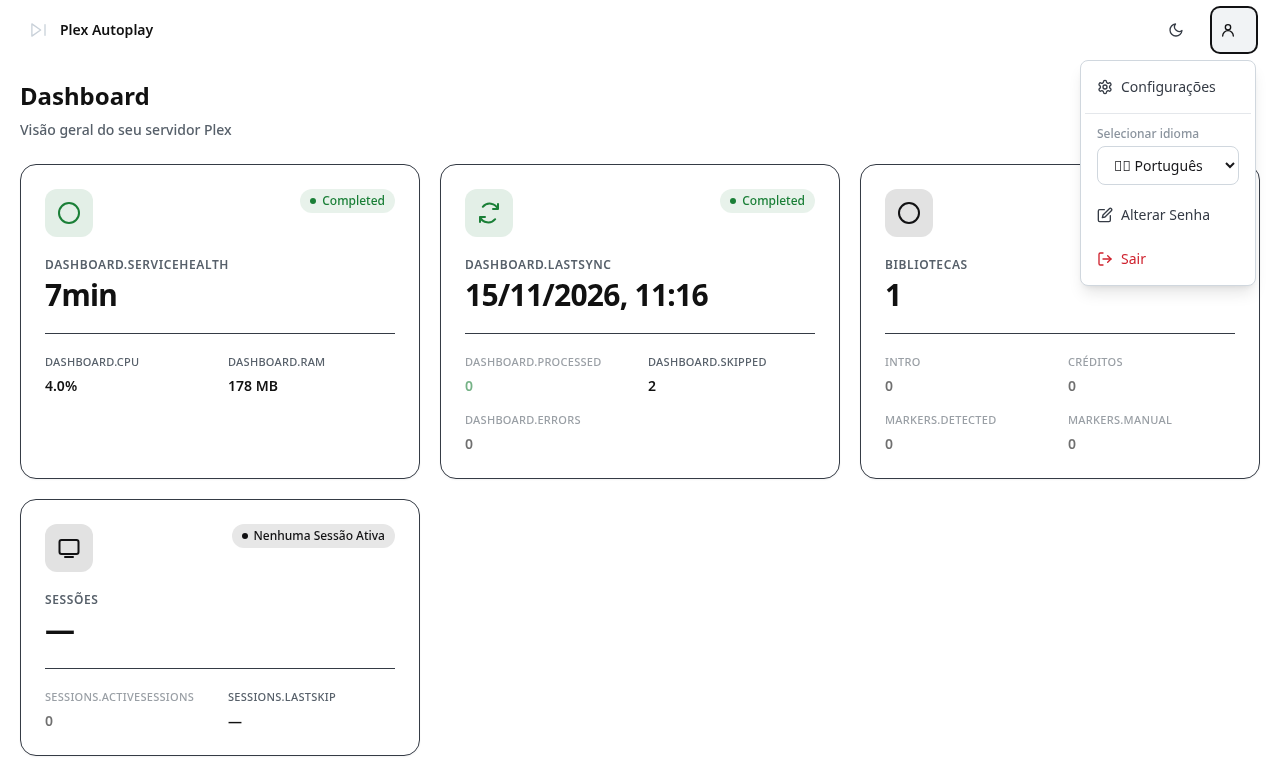 Plex Autoplay
Configurações
Selecionar idioma
Português
Alterar Senha
Sair
Dashboard
Visão geral do seu servidor Plex
Completed
DASHBOARD.SERVICEHEALTH
7min
DASHBOARD.CPU
4.0%
DASHBOARD.RAM
178 MB
Completed
DASHBOARD.LASTSYNC
15/11/2026, 11:16
DASHBOARD.PROCESSED
0
DASHBOARD.SKIPPED
2
DASHBOARD.ERRORS
0
BIBLIOTECAS
1
INTRO
0
CRÉDITOS
0
MARKERS.DETECTED
0
MARKERS.MANUAL
0
Nenhuma Sessão Ativa
SESSÕES
—
SESSIONS.ACTIVESESSIONS
0
SESSIONS.LASTSKIP
—